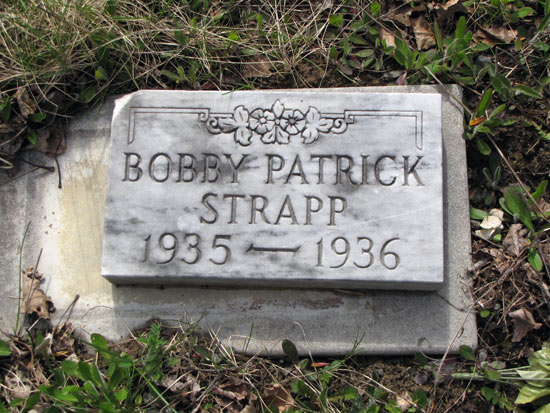 BOBBY PATRICK
STRAPP
1935 — 1936